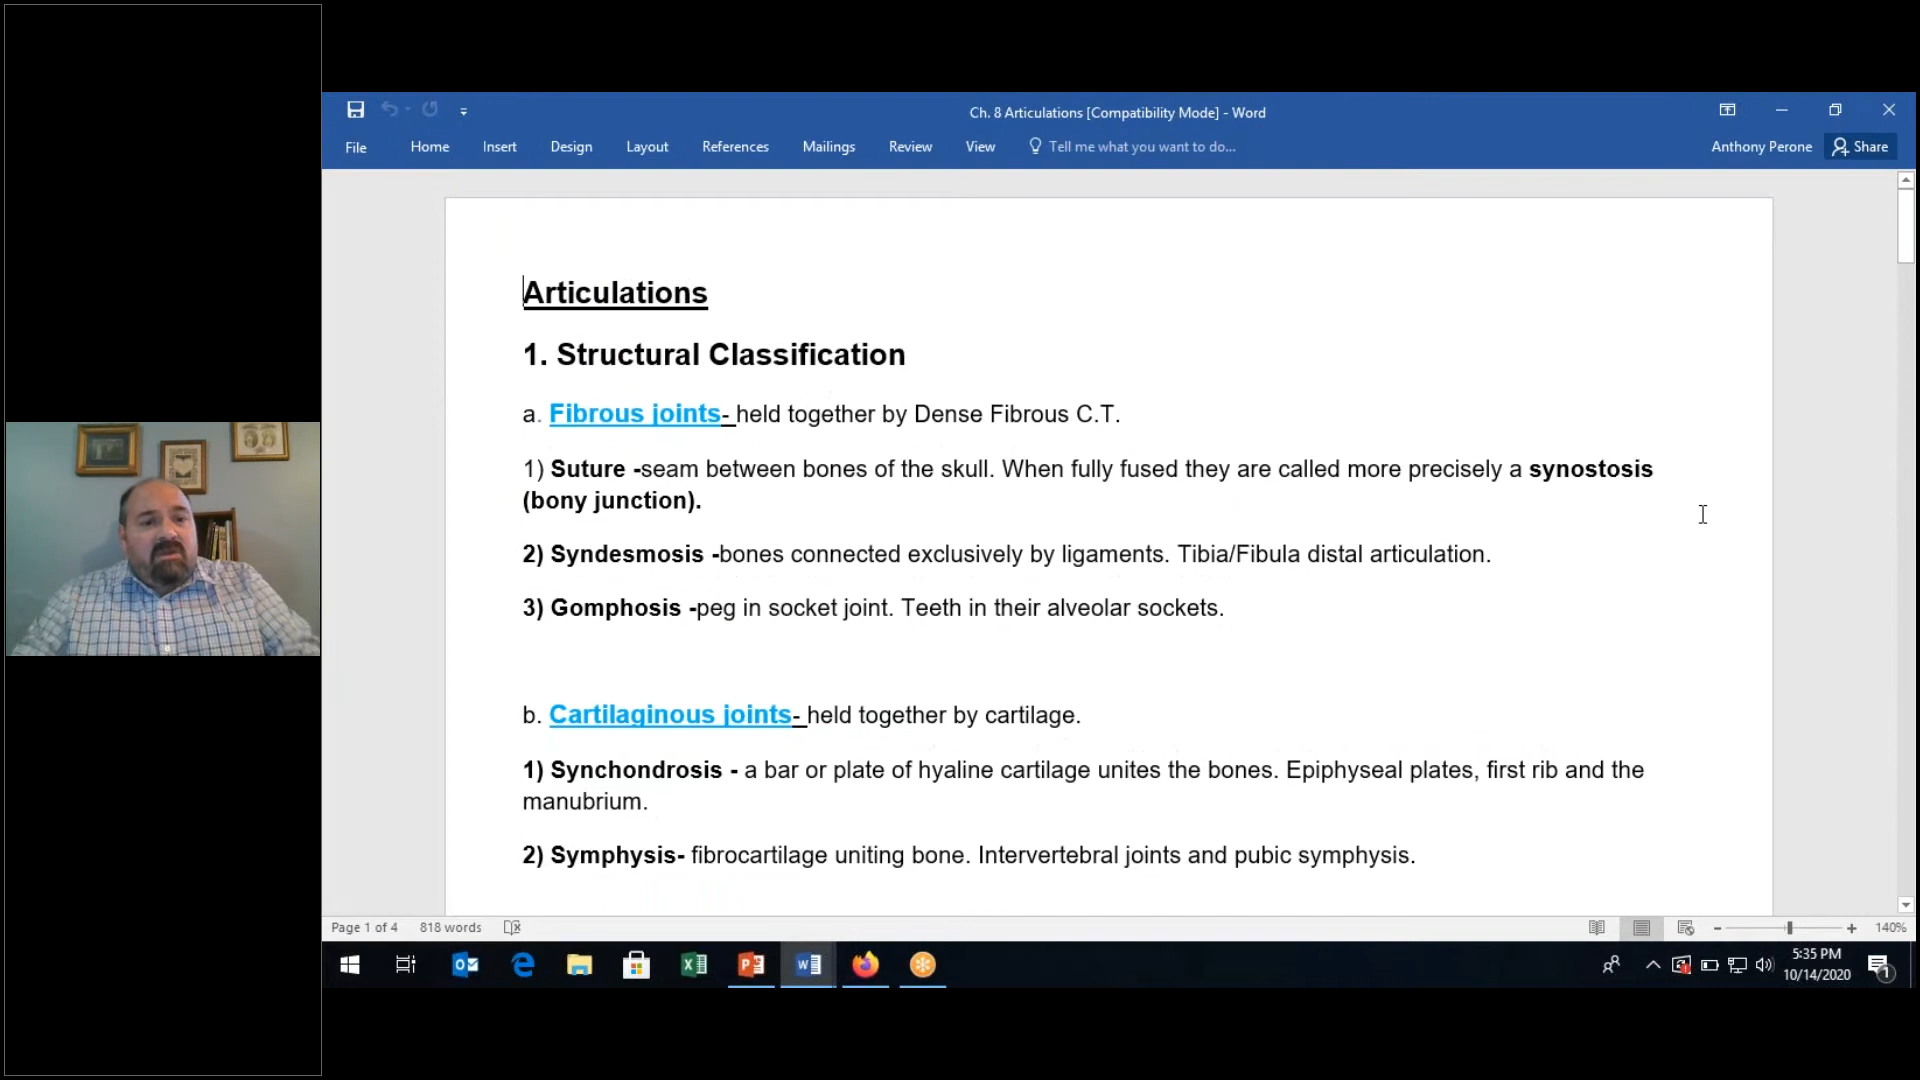 Ch. 8 Articulations [Compatibility Mode] - Word
File Home Insert Design Layout References Mailings Review View Tell me what you want to do... Anthony Perone Share
Articulations
1. Structural Classification
a. Fibrous joints- held together by Dense Fibrous C.T.
1) Suture -seam between bones of the skull. When fully fused they are called more precisely a synostosis
(bony junction).
2) Syndesmosis -bones connected exclusively by ligaments. Tibia/Fibula distal articulation.
3) Gomphosis -peg in socket joint. Teeth in their alveolar sockets.
b. Cartilaginous joints- held together by cartilage.
1) Synchondrosis - a bar or plate of hyaline cartilage unites the bones. Epiphyseal plates, first rib and the
manubrium.
2) Symphysis- fibrocartilage uniting bone. Intervertebral joints and pubic symphysis.
Page 1 of 4 818 words 140%
5:35 PM
10/14/2020
1